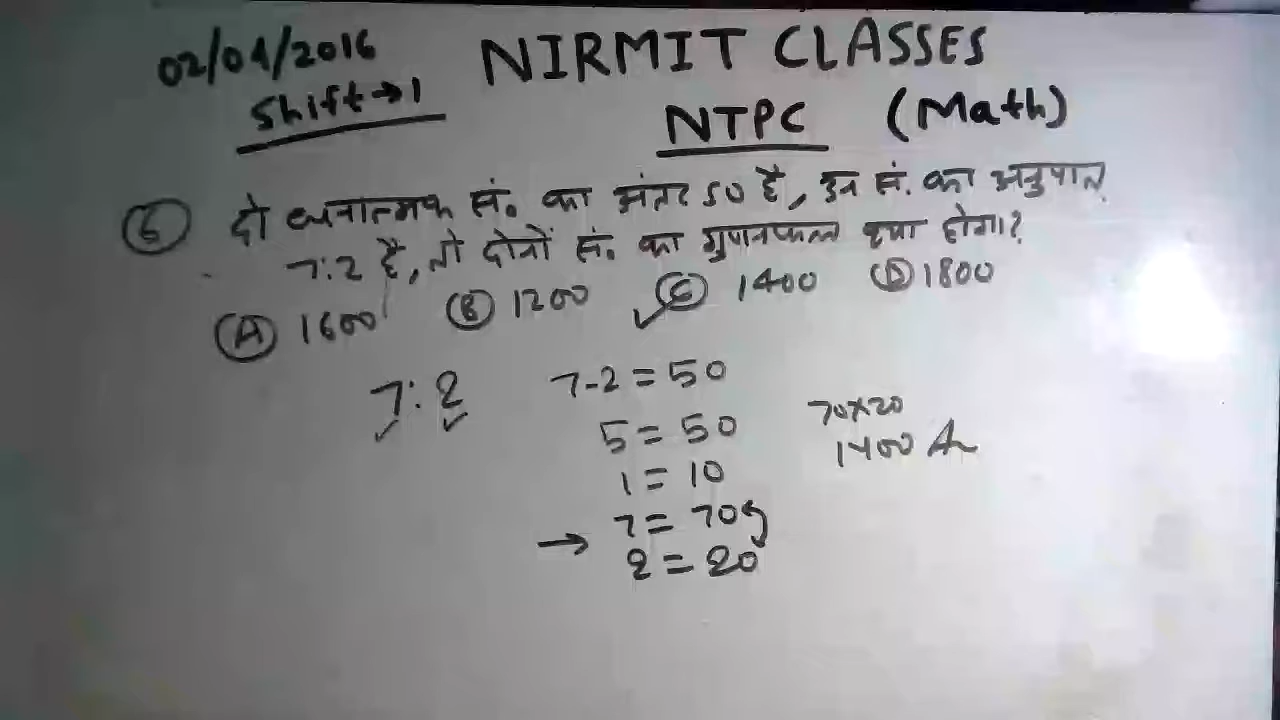 02/04/2016 NIRMIT CLASSES
Shift→1 NTPC (Math)
⑥ दो धनात्मक सं० का अंतर 50 है, इन सं. का अनुपात
7:2 है, तो दोनों सं. का गुणनफल क्या होगा?
Ⓐ 1600 Ⓑ 1200 ✓Ⓒ 1400 Ⓓ 1800
7:2 7-2=50
5=50 70×20
1=10 1400 An
7=70
→ 2=20